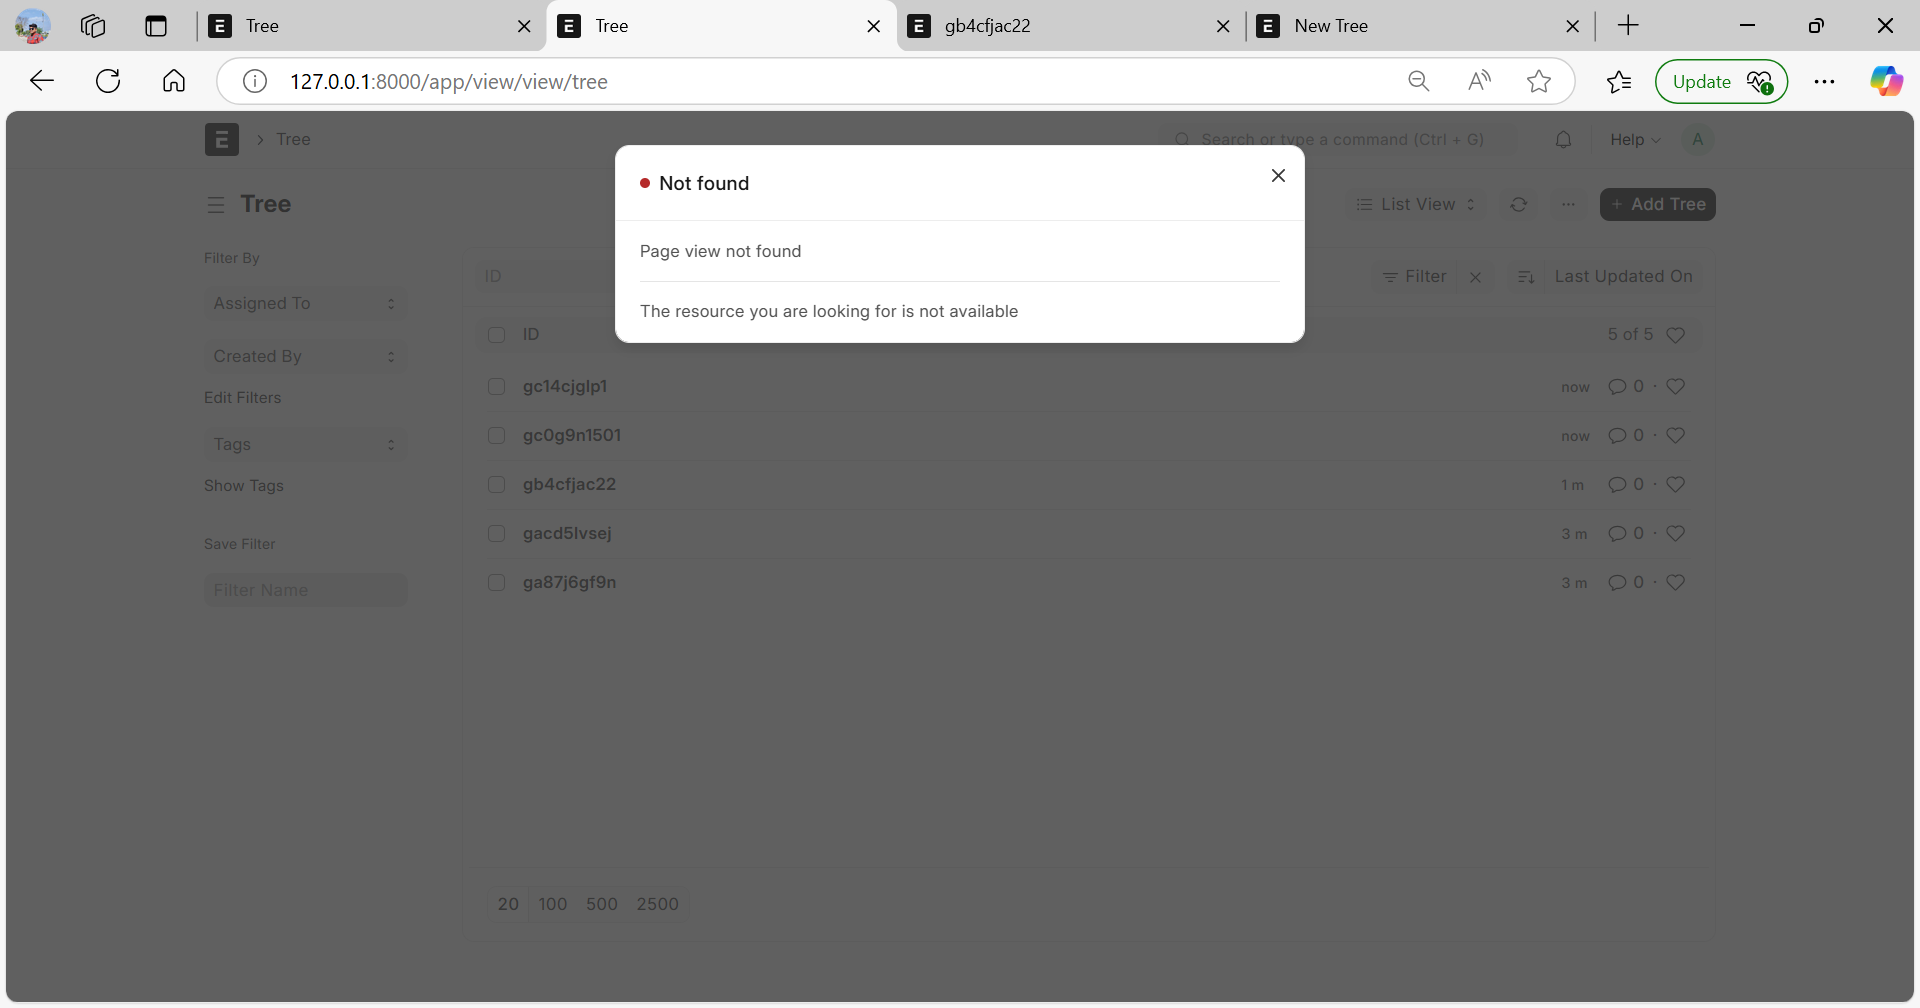 Tree
Tree
gb4cfjac22
New Tree
127.0.0.1:8000/app/view/view/tree
Update
Tree
Search or type a command (Ctrl + G)
Help
A
Tree
List View
Add Tree
Not found
Page view not found
The resource you are looking for is not available
Filter By
Assigned To
Created By
Edit Filters
Tags
Show Tags
Save Filter
Filter Name
ID
Filter
Last Updated On
ID
5 of 5
gc14cjglp1
now
0
gc0g9n1501
now
0
gb4cfjac22
1 m
0
gacd5lvsej
3 m
0
ga87j6gf9n
3 m
0
20
100
500
2500